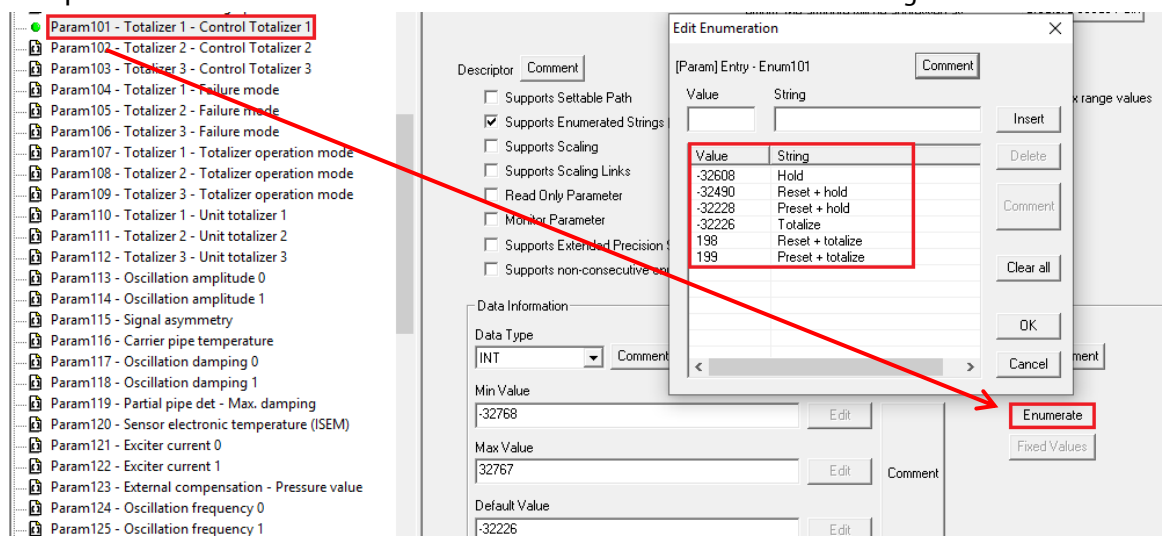 Param101 - Totalizer 1 - Control Totalizer 1
Param102 - Totalizer 2 - Control Totalizer 2
Param103 - Totalizer 3 - Control Totalizer 3
Param104 - Totalizer 1 - Failure mode
Param105 - Totalizer 2 - Failure mode
Param106 - Totalizer 3 - Failure mode
Param107 - Totalizer 1 - Totalizer operation mode
Param108 - Totalizer 2 - Totalizer operation mode
Param109 - Totalizer 3 - Totalizer operation mode
Param110 - Totalizer 1 - Unit totalizer 1
Param111 - Totalizer 2 - Unit totalizer 2
Param112 - Totalizer 3 - Unit totalizer 3
Param113 - Oscillation amplitude 0
Param114 - Oscillation amplitude 1
Param115 - Signal asymmetry
Param116 - Carrier pipe temperature
Param117 - Oscillation damping 0
Param118 - Oscillation damping 1
Param119 - Partial pipe det - Max. damping
Param120 - Sensor electronic temperature (ISEM)
Param121 - Exciter current 0
Param122 - Exciter current 1
Param123 - External compensation - Pressure value
Param124 - Oscillation frequency 0
Param125 - Oscillation frequency 1
Descriptor Comment
Supports Settable Path
Supports Enumerated Strings
Supports Scaling
Supports Scaling Links
Read Only Parameter
Monitor Parameter
Supports Extended Precision
Supports non-consecutive
x range values
Data Information
Data Type
INT Comment
Min Value
-32768 Edit
Max Value
32767 Edit
Comment
Default Value
-32226 Edit
Enumerate
Fixed Values
Edit Enumeration
[Param] Entry - Enum101 Comment
Value String
Insert
Value String
-32608 Hold
-32490 Reset + hold
-32228 Preset + hold
-32226 Totalize
198 Reset + totalize
199 Preset + totalize
Delete
Comment
Clear all
OK
Cancel